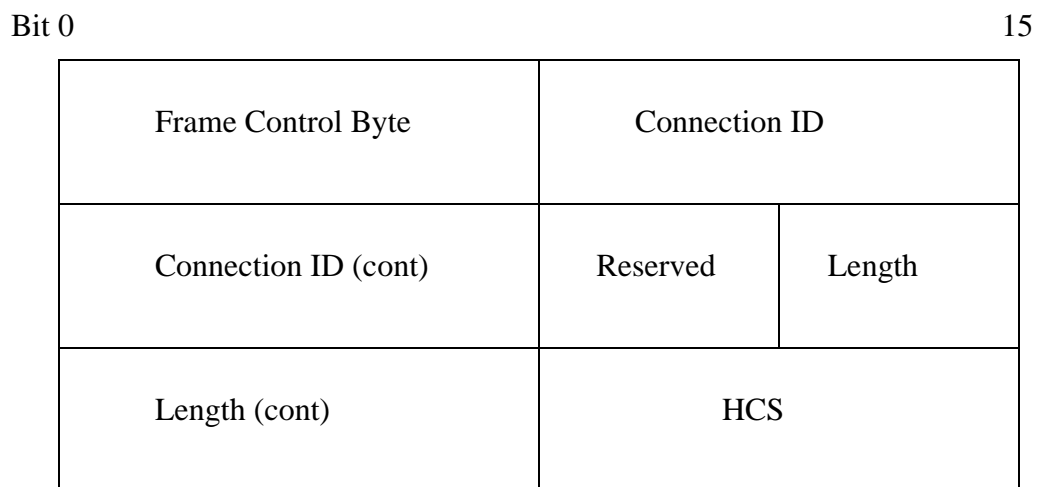 Bit 0 15
Frame Control Byte Connection ID
Connection ID (cont) Reserved Length
Length (cont) HCS